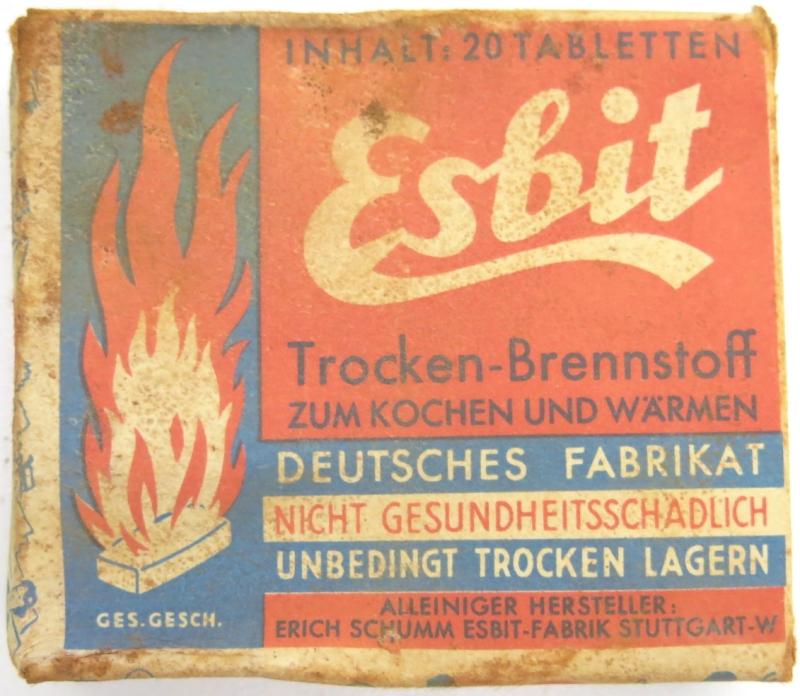 INHALT: 20 TABLETTEN
Esbit
Trocken-Brennstoff
ZUM KOCHEN UND WÄRMEN
DEUTSCHES FABRIKAT
NICHT GESUNDHEITSSCHÄDLICH
UNBEDINGT TROCKEN LAGERN
ALLEINIGER HERSTELLER:
ERICH SCHUMM ESBIT-FABRIK STUTTGART-W
GES. GESCH.